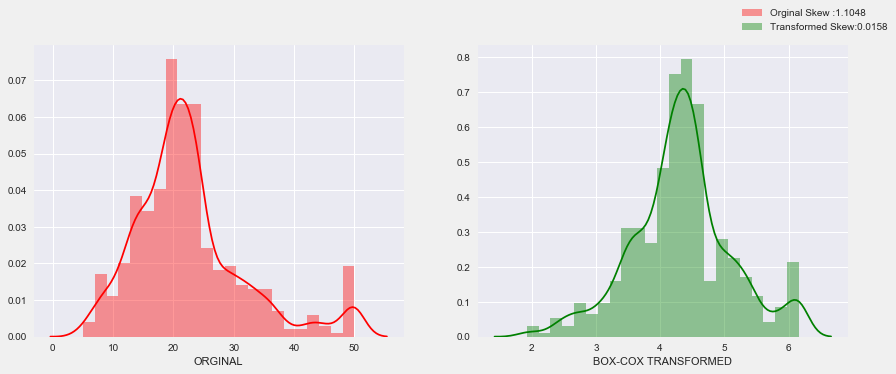 Orginal Skew :1.1048
Transformed Skew:0.0158
0.07
0.06
0.05
0.04
0.03
0.02
0.01
0.00
0 10 20 30 40 50
ORGINAL
0.8
0.7
0.6
0.5
0.4
0.3
0.2
0.1
0.0
2 3 4 5 6
BOX-COX TRANSFORMED